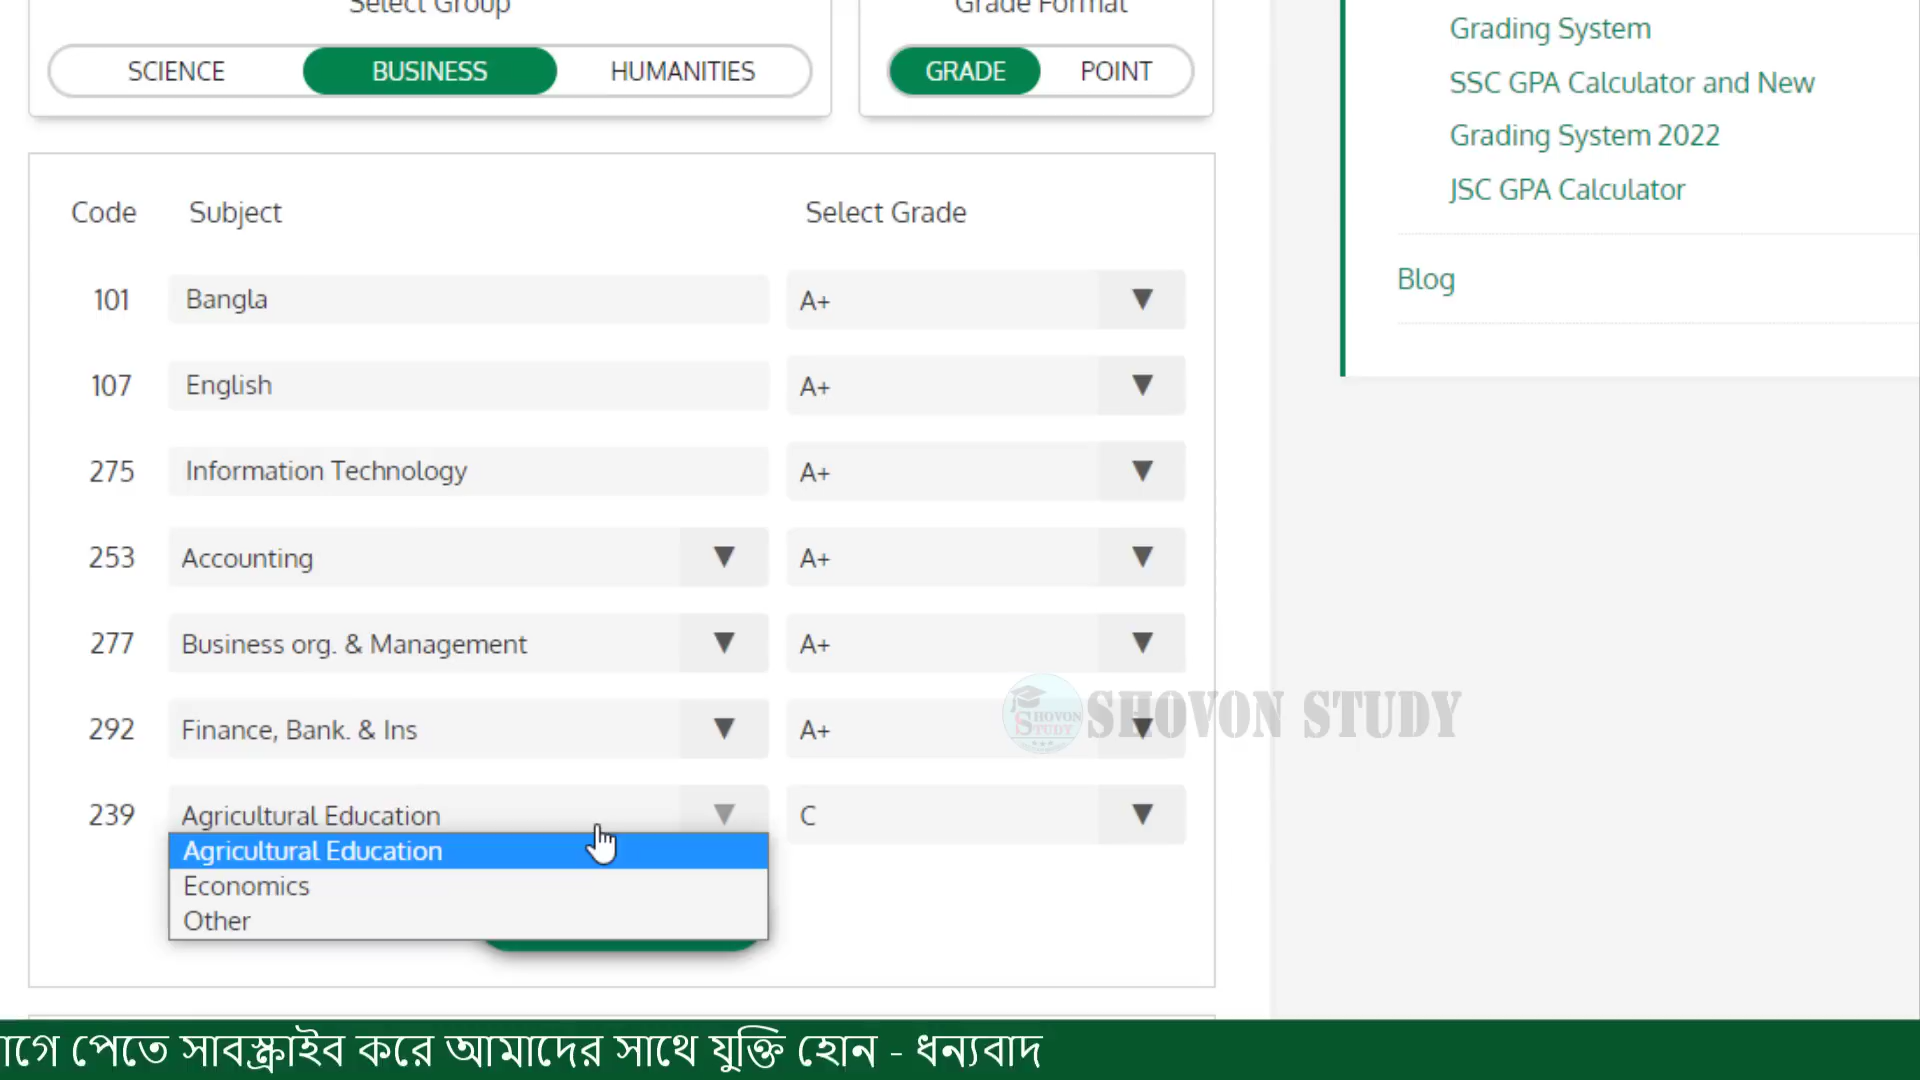 Select Group
Grade Format
SCIENCE
BUSINESS
HUMANITIES
GRADE
POINT
Grading System
SSC GPA Calculator and New
Grading System 2022
JSC GPA Calculator
Blog
Code Subject Select Grade
101 Bangla A+
107 English A+
275 Information Technology A+
253 Accounting A+
277 Business org. & Management A+
292 Finance, Bank. & Ins A+
239 Agricultural Education C
Agricultural Education
Economics
Other
SHOVON STUDY
SHOVON STUDY
পেতে সাবস্ক্রাইব করে আমাদের সাথে যুক্তি হোন - ধন্যবাদ